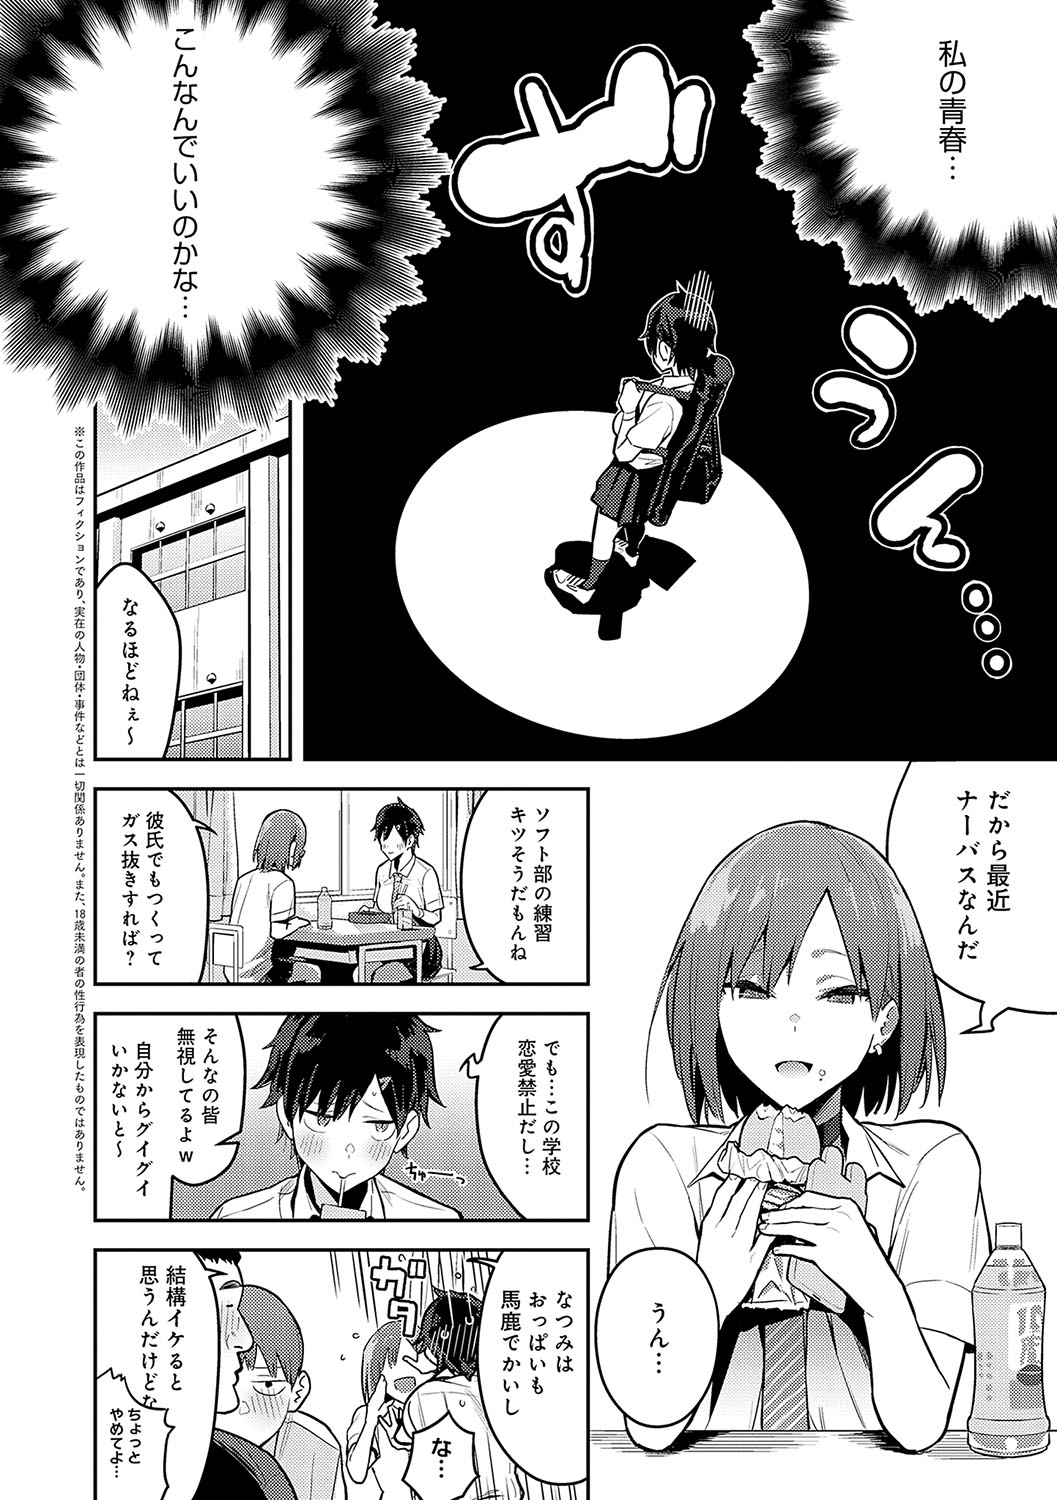 私の青春…
こんなんでいいのかな…
ずーーん…
なるほどねぇ〜
だから最近
ナーバスなんだ
うん…
ソフト部の練習
キツそうだもんね
彼氏でもつくって
ガス抜きすれば?
でも…この学校
恋愛禁止だし…
ちゅーっ
そんなの皆
無視してるよw
自分からグイグイ
いかないと〜
なつみは
おっぱいも
馬鹿でかいし
ガタ
な…
結構イケると
思うんだけどな
ちょっと
やめてよ…
※この作品はフィクションであり、実在の人物・団体・事件などとは一切関係ありません。また、18歳未満の者の性行為を表現したものではありません。